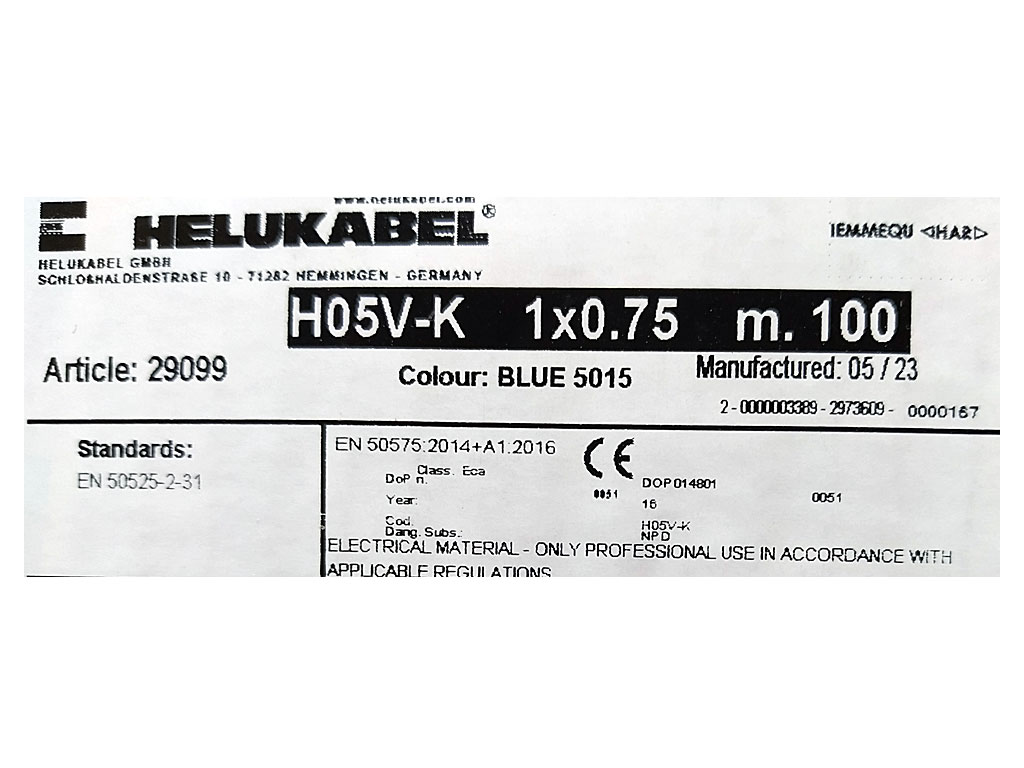 www.helukabel.com
HELUKABEL®
IEMMEQU ◁HAR▷
HELUKABEL GMBH
SCHLOßHALDENSTRASE 10 - 71282 HEMMINGEN - GERMANY
H05V-K 1x0.75 m. 100
Article: 29099
Colour: BLUE 5015
Manufactured: 05 / 23
2 - 0000003389 - 2973609 - 0000167
Standards:
EN 50525-2-31
EN 50575:2014+A1:2016
CE
Class. Eca
DoP n.
0051
DOP014801
Year:
16
0051
Cod.
H05V-K
Dang. Subs.:
NPD
ELECTRICAL MATERIAL - ONLY PROFESSIONAL USE IN ACCORDANCE WITH
APPLICABLE REGULATIONS